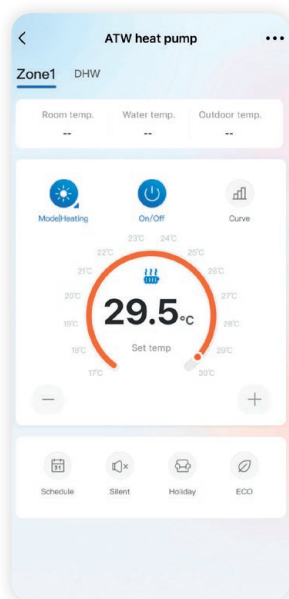 ATW heat pump
Zone1 DHW
Room temp. Water temp. Outdoor temp.
-- -- --
Mode|Heating On/Off Curve
23℃ 24℃
22℃ 25℃
21℃ 26℃
20℃ 27℃
19℃ 28℃
18℃ 29℃
17℃ 30℃
29.5℃
Set temp
31
Schedule Silent Holiday ECO